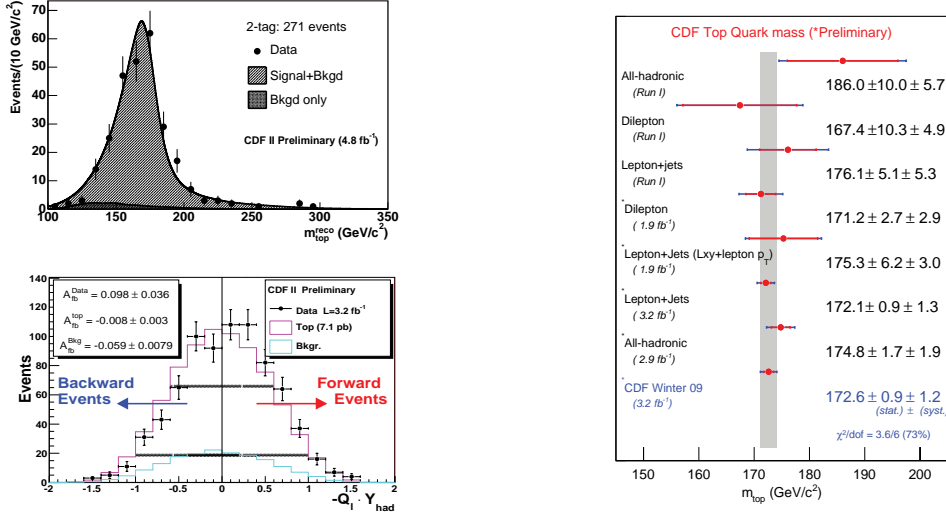 Events/(10 GeV/c²)
70
60
50
40
30
20
10
0
2-tag: 271 events
Data
Signal+Bkgd
Bkgd only
CDF II Preliminary (4.8 fb⁻¹)
100 150 200 250 300 350
m_top^reco (GeV/c²)
Events
140
120
100
80
60
40
20
0
A_fb^Data = 0.098 ± 0.036
A_fb^top = -0.008 ± 0.003
A_fb^Bkg = -0.059 ± 0.0079
CDF II Preliminary
Data L=3.2 fb⁻¹
Top (7.1 pb)
Bkgr.
Backward
Events
Forward
Events
-2 -1.5 -1 -0.5 0 0.5 1 1.5 2
-Q_l · Y_had
CDF Top Quark mass (*Preliminary)
All-hadronic
(Run I)
186.0 ±10.0 ± 5.7
Dilepton
(Run I)
167.4 ±10.3 ± 4.9
Lepton+jets
(Run I)
176.1 ± 5.1 ± 5.3
*Dilepton
( 1.9 fb⁻¹)
171.2 ± 2.7 ± 2.9
*Lepton+Jets (Lxy+lepton p_T)
( 1.9 fb⁻¹)
175.3 ± 6.2 ± 3.0
*Lepton+Jets
( 3.2 fb⁻¹)
172.1 ± 0.9 ± 1.3
*All-hadronic
( 2.9 fb⁻¹)
174.8 ± 1.7 ± 1.9
*CDF Winter 09
(3.2 fb⁻¹)
172.6 ± 0.9 ± 1.2
(stat.) ± (syst.
χ²/dof = 3.6/6 (73%)
150 160 170 180 190 200
m_top (GeV/c²)